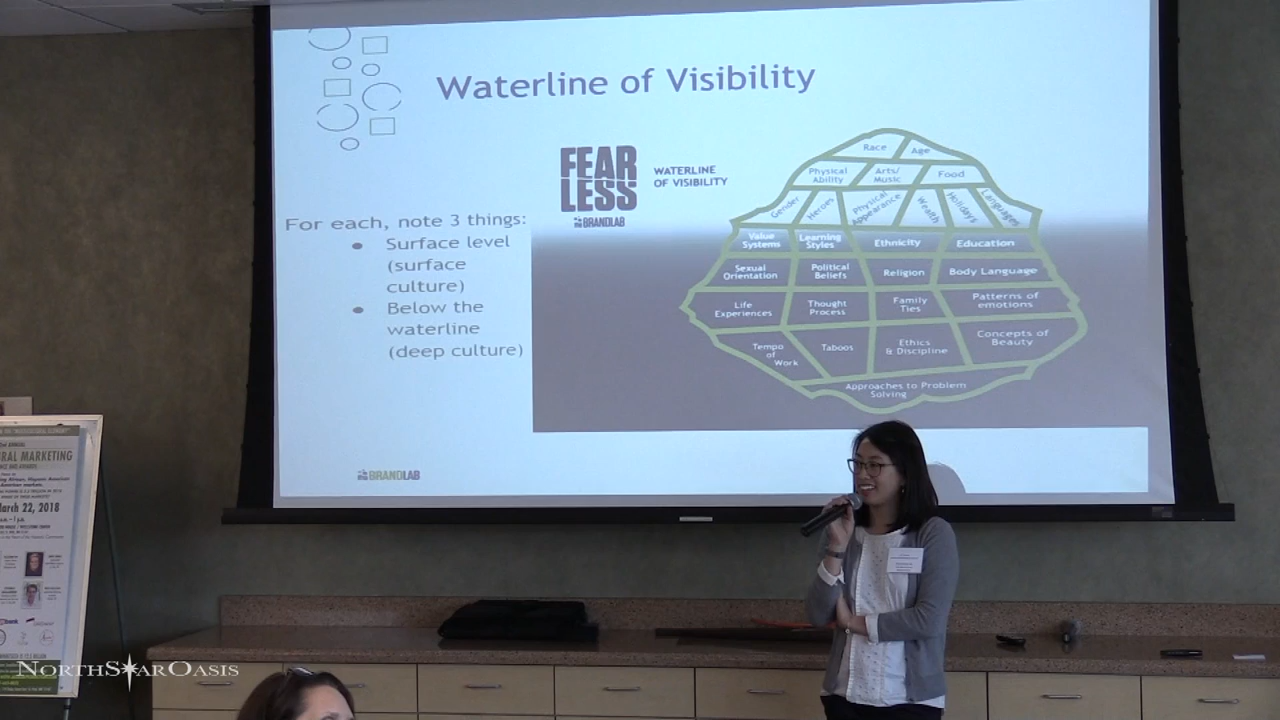 Waterline of Visibility
FEAR
LESS
THE BRANDLAB
WATERLINE
OF VISIBILITY
For each, note 3 things:
● Surface level
(surface
culture)
● Below the
waterline
(deep culture)
Race
Age
Physical
Ability
Arts/
Music
Food
Gender
Heroes
Physical
Appearance
Wealth
Holidays
Languages
Value
Systems
Learning
Styles
Ethnicity
Education
Sexual
Orientation
Political
Beliefs
Religion
Body Language
Life
Experiences
Thought
Process
Family
Ties
Patterns of
emotions
Tempo
of
Work
Taboos
Ethics
& Discipline
Concepts of
Beauty
Approaches to Problem
Solving
THE BRANDLAB
RAL MARKETING
arch 22, 2018
NORTHSTAROASIS